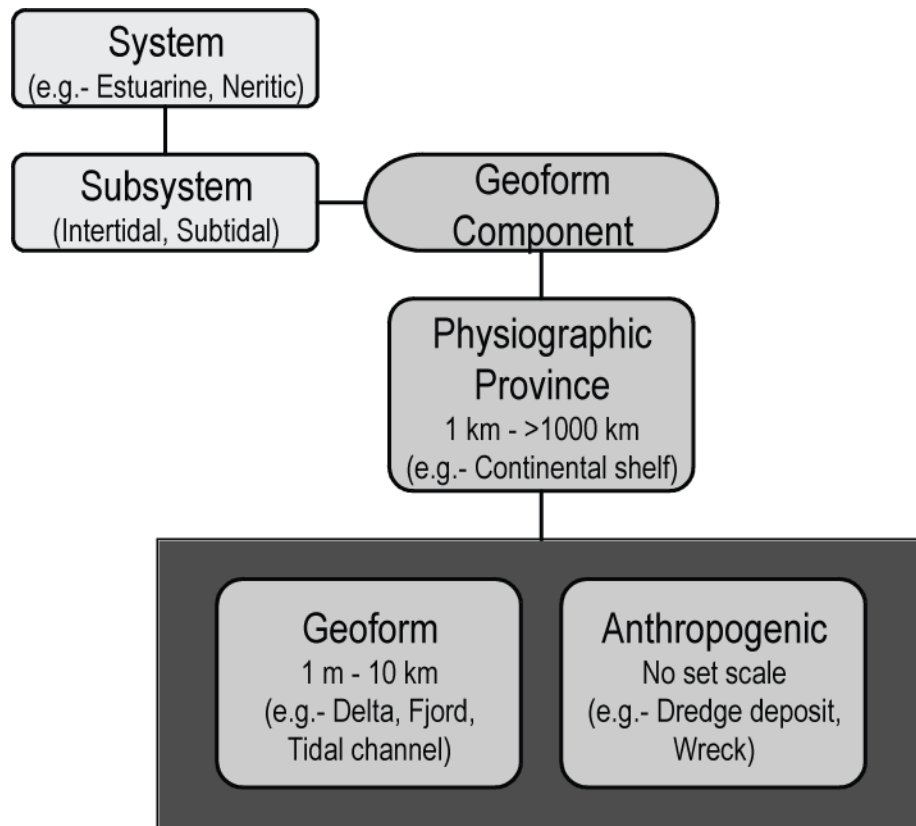 System
(e.g.- Estuarine, Neritic)
Subsystem
(Intertidal, Subtidal)
Geoform
Component
Physiographic
Province
1 km - >1000 km
(e.g.- Continental shelf)
Geoform
1 m - 10 km
(e.g.- Delta, Fjord,
Tidal channel)
Anthropogenic
No set scale
(e.g.- Dredge deposit,
Wreck)